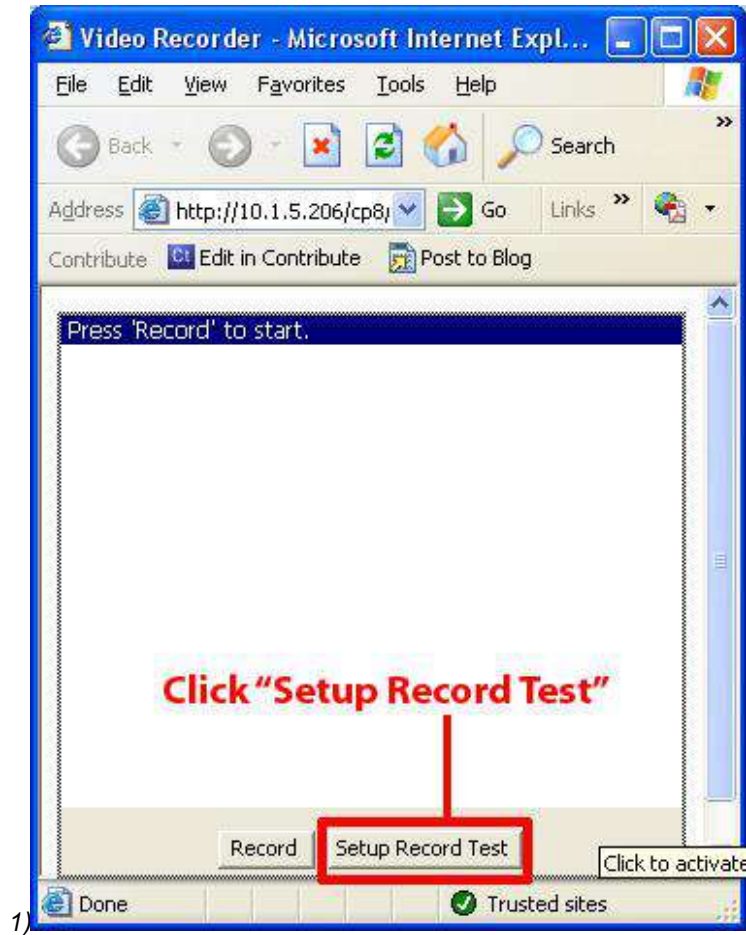 Video Recorder - Microsoft Internet Expl...
File Edit View Favorites Tools Help
Back Search »
Address http://10.1.5.206/cp8/ Go Links »
Contribute Ct Edit in Contribute Post to Blog
Press 'Record' to start.
Click "Setup Record Test"
Record Setup Record Test
Click to activate
Done Trusted sites
1)